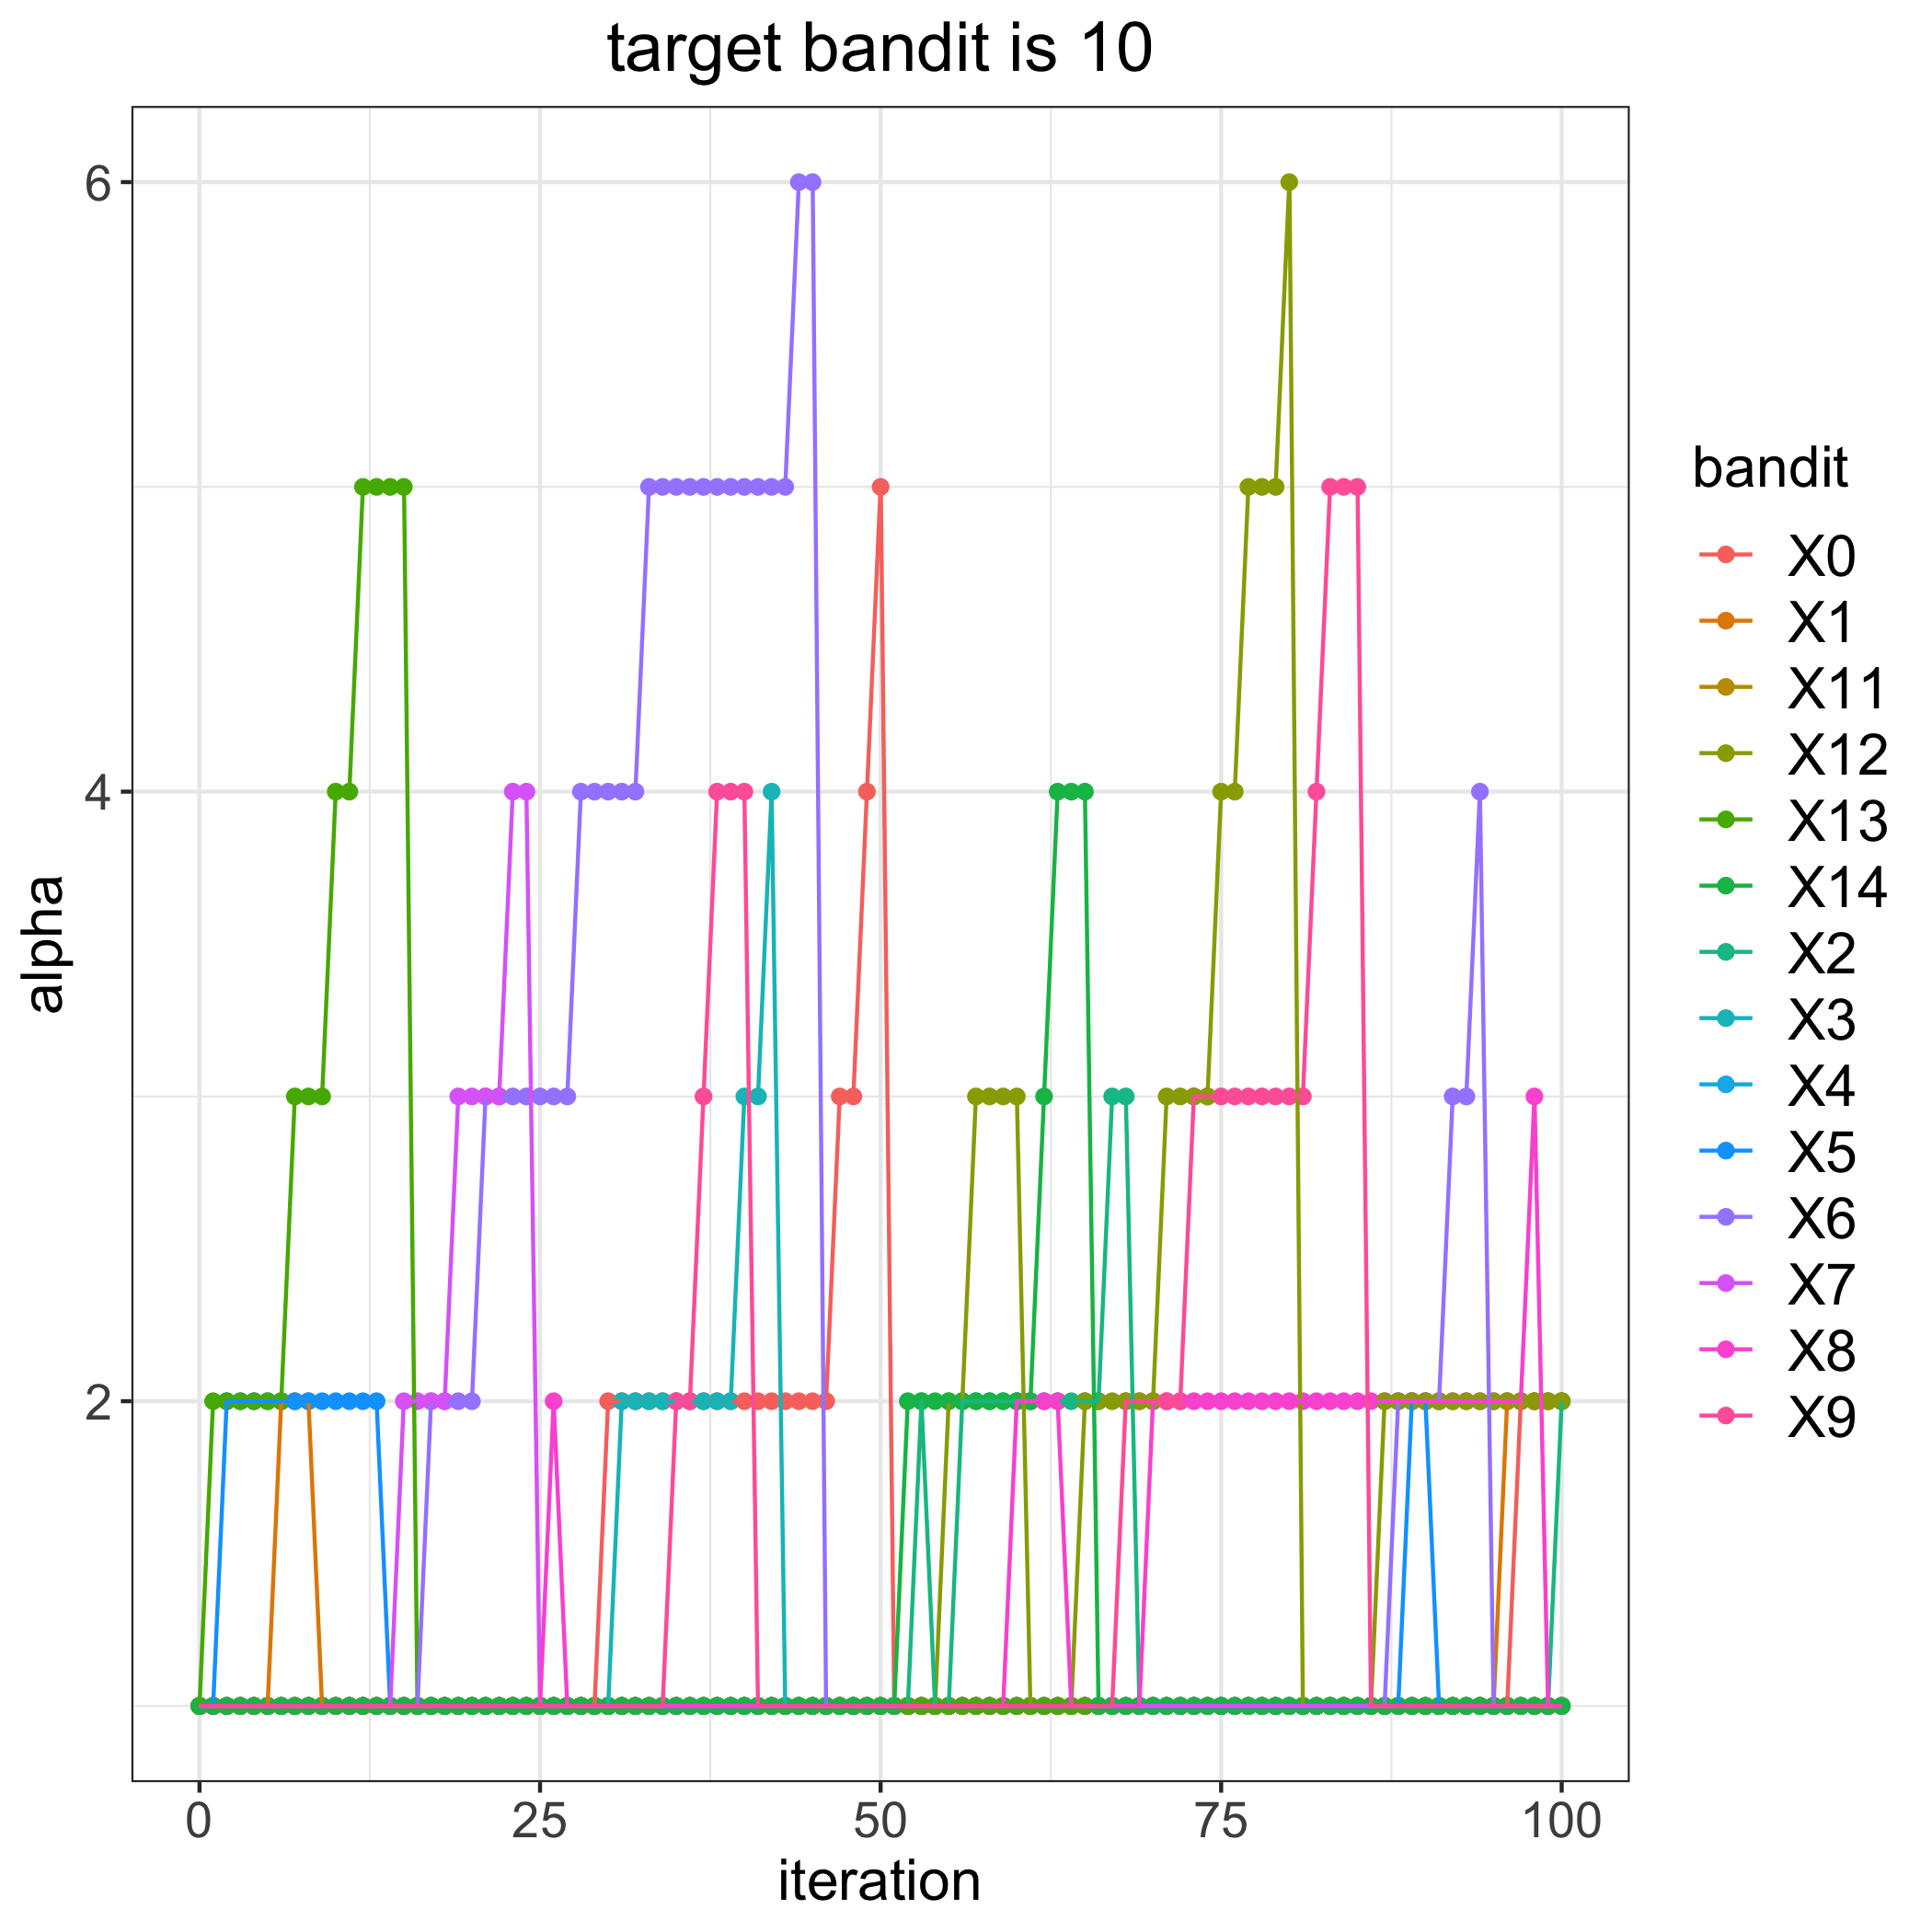 target bandit is 10
6
4
2
alpha
0
25
50
75
100
iteration
bandit
X0
X1
X11
X12
X13
X14
X2
X3
X4
X5
X6
X7
X8
X9